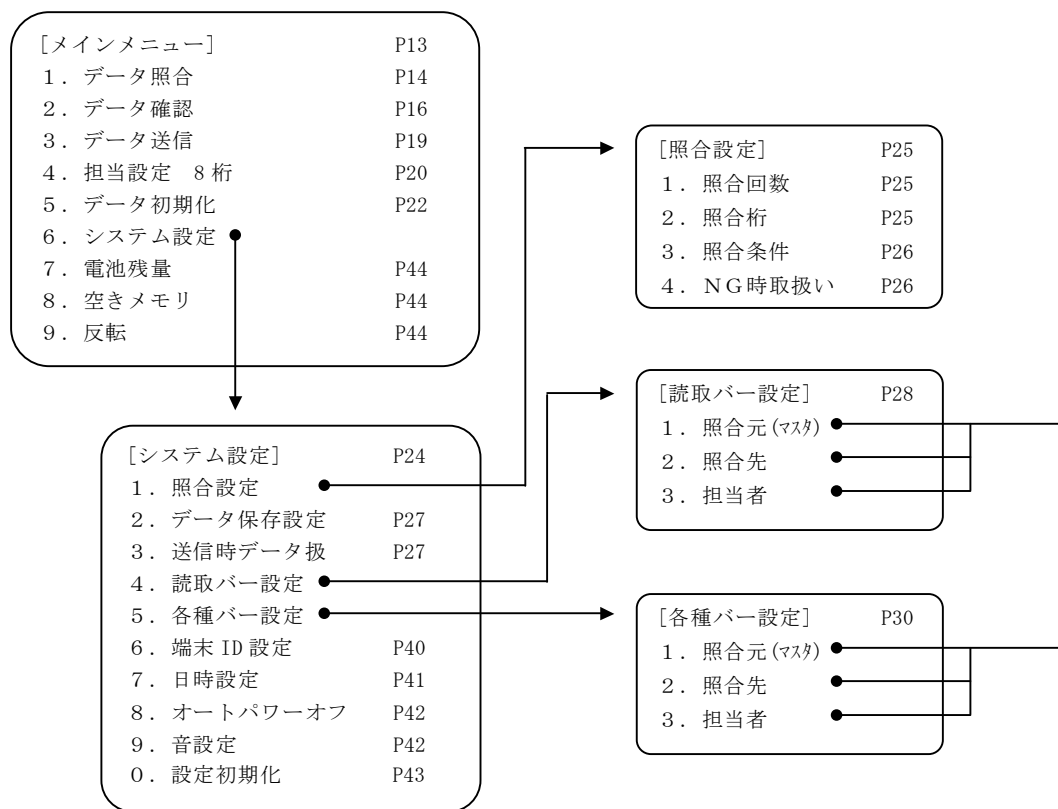 [メインメニュー] P13
１．データ照合 P14
２．データ確認 P16
３．データ送信 P19
４．担当設定 ８桁 P20
５．データ初期化 P22
６．システム設定
７．電池残量 P44
８．空きメモリ P44
９．反転 P44
[システム設定] P24
１．照合設定
２．データ保存設定 P27
３．送信時データ扱 P27
４．読取バー設定
５．各種バー設定
６．端末 ID 設定 P40
７．日時設定 P41
８．オートパワーオフ P42
９．音設定 P42
０．設定初期化 P43
[照合設定] P25
１．照合回数 P25
２．照合桁 P25
３．照合条件 P26
４．ＮＧ時取扱い P26
[読取バー設定] P28
１．照合元(ﾏｽﾀ)
２．照合先
３．担当者
[各種バー設定] P30
１．照合元(ﾏｽﾀ)
２．照合先
３．担当者